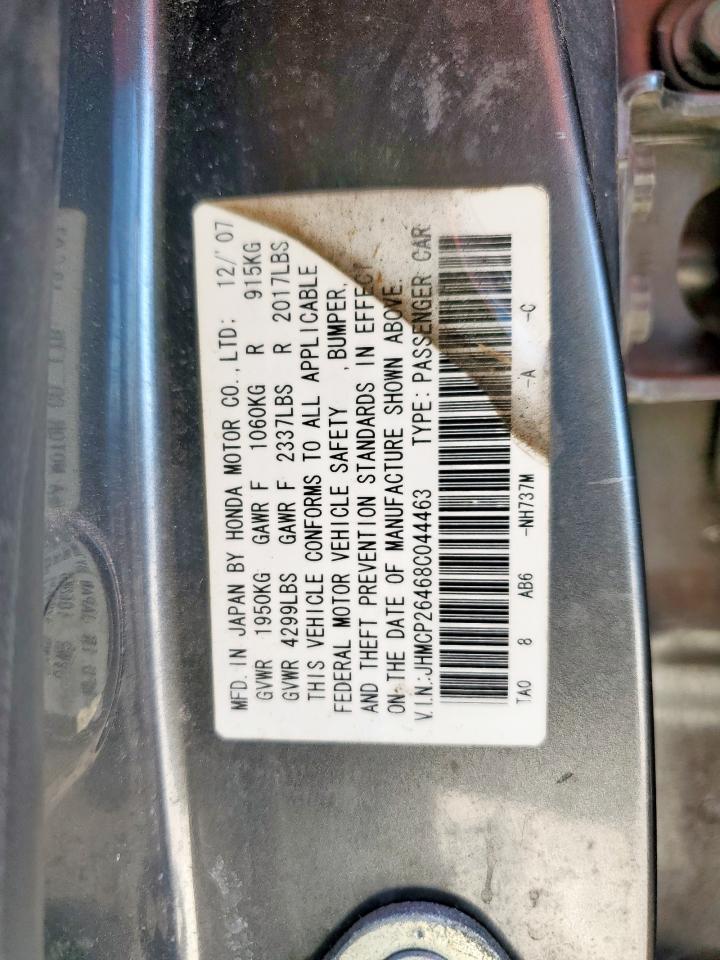 MFD. IN JAPAN BY HONDA MOTOR CO., LTD: 12/'07
GVWR 1950KG GAWR F 1060KG R 915KG
GVWR 4299LBS GAWR F 2337LBS R 2017LBS
THIS VEHICLE CONFORMS TO ALL APPLICABLE
FEDERAL MOTOR VEHICLE SAFETY , BUMPER,
AND THEFT PREVENTION STANDARDS IN EFFECT
ON THE DATE OF MANUFACTURE SHOWN ABOVE.
V.I.N.:JHMCP26468C044463 TYPE: PASSENGER CAR
TA0 8 AB6 -NH737M -A -C